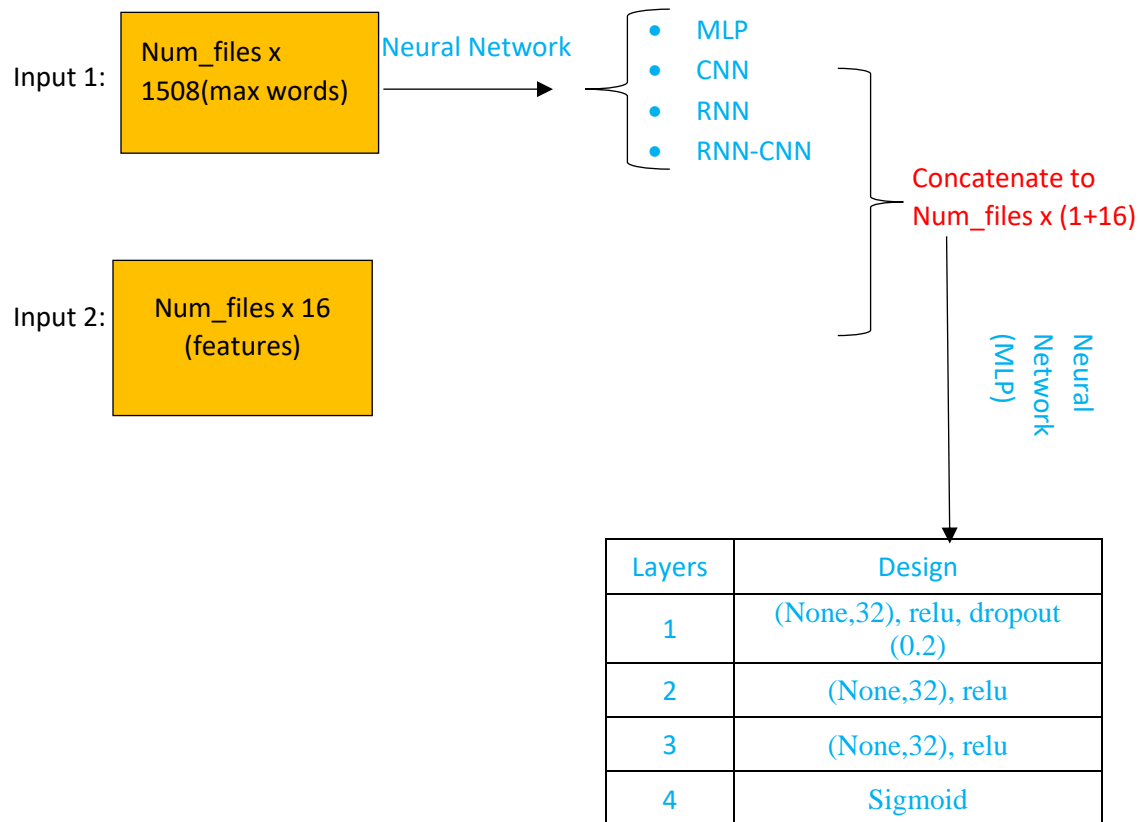 Input 1:
Num_files x
1508(max words)
Neural Network
• MLP
• CNN
• RNN
• RNN-CNN
Concatenate to
Num_files x (1+16)
Input 2:
Num_files x 16
(features)
Neural
Network
(MLP)
Layers Design
1 (None,32), relu, dropout
(0.2)
2 (None,32), relu
3 (None,32), relu
4 Sigmoid